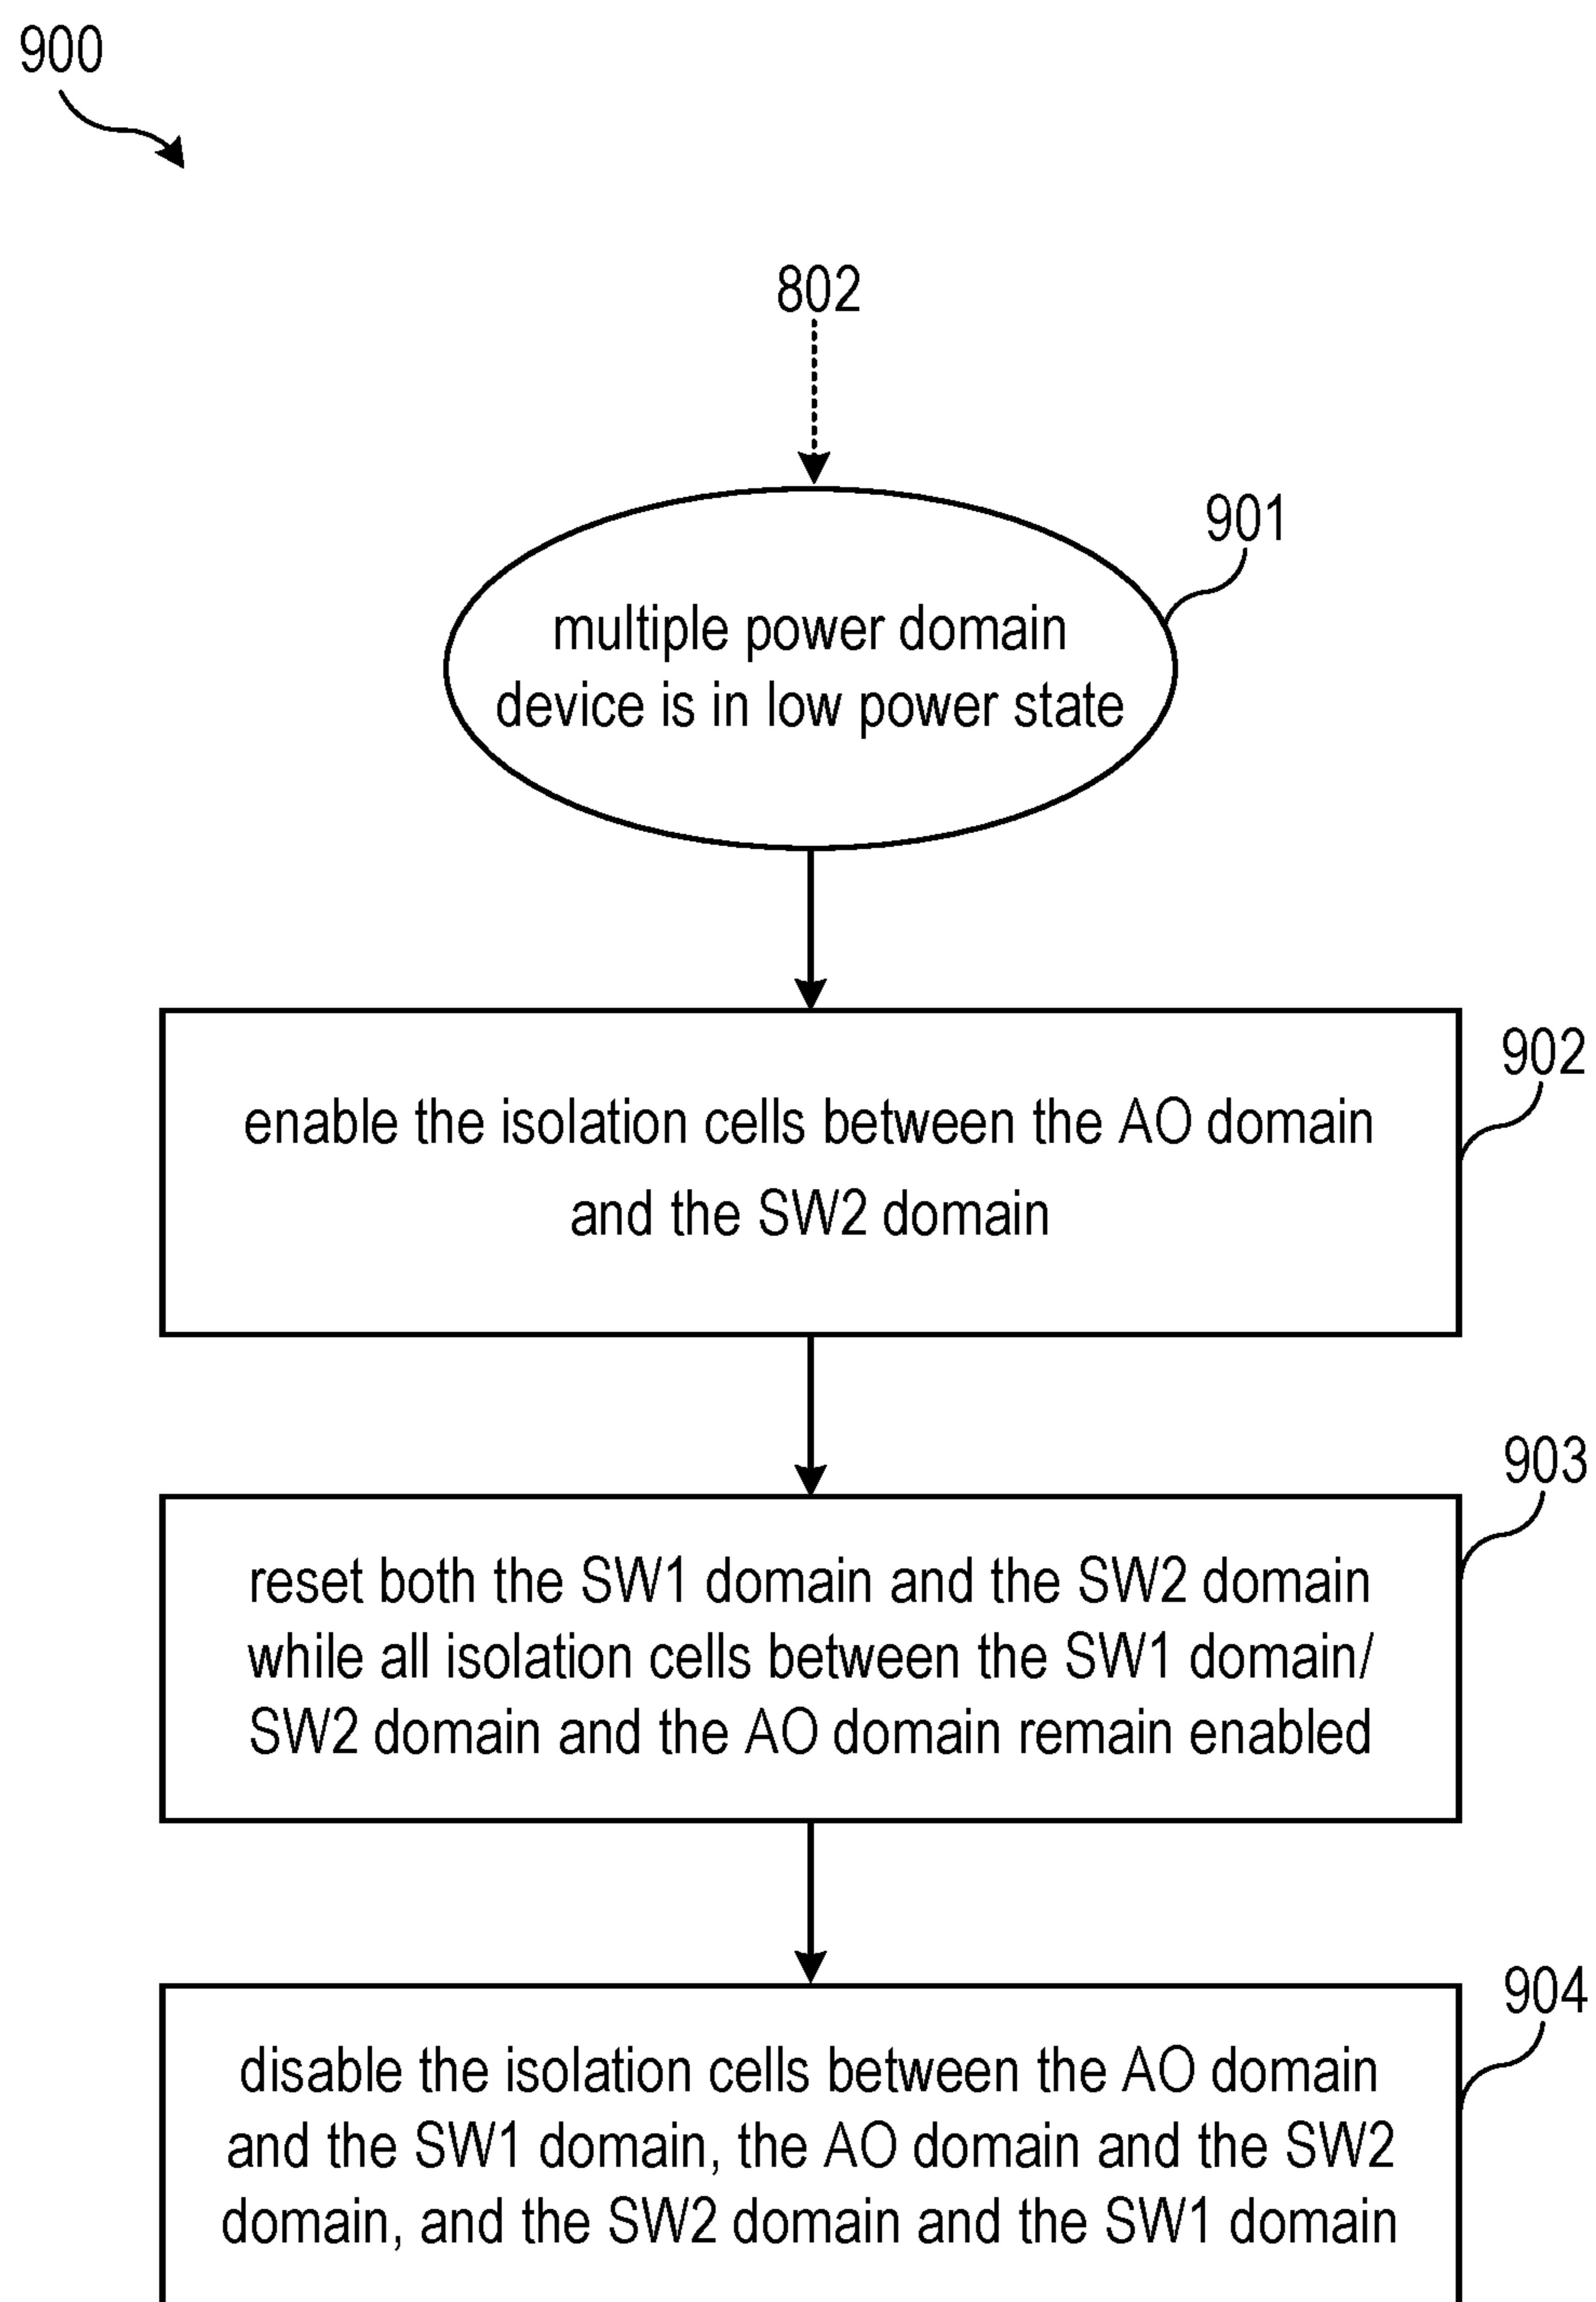 900
802
901
multiple power domain
device is in low power state
902
enable the isolation cells between the AO domain
and the SW2 domain
903
reset both the SW1 domain and the SW2 domain
while all isolation cells between the SW1 domain/
SW2 domain and the AO domain remain enabled
904
disable the isolation cells between the AO domain
and the SW1 domain, the AO domain and the SW2
domain, and the SW2 domain and the SW1 domain